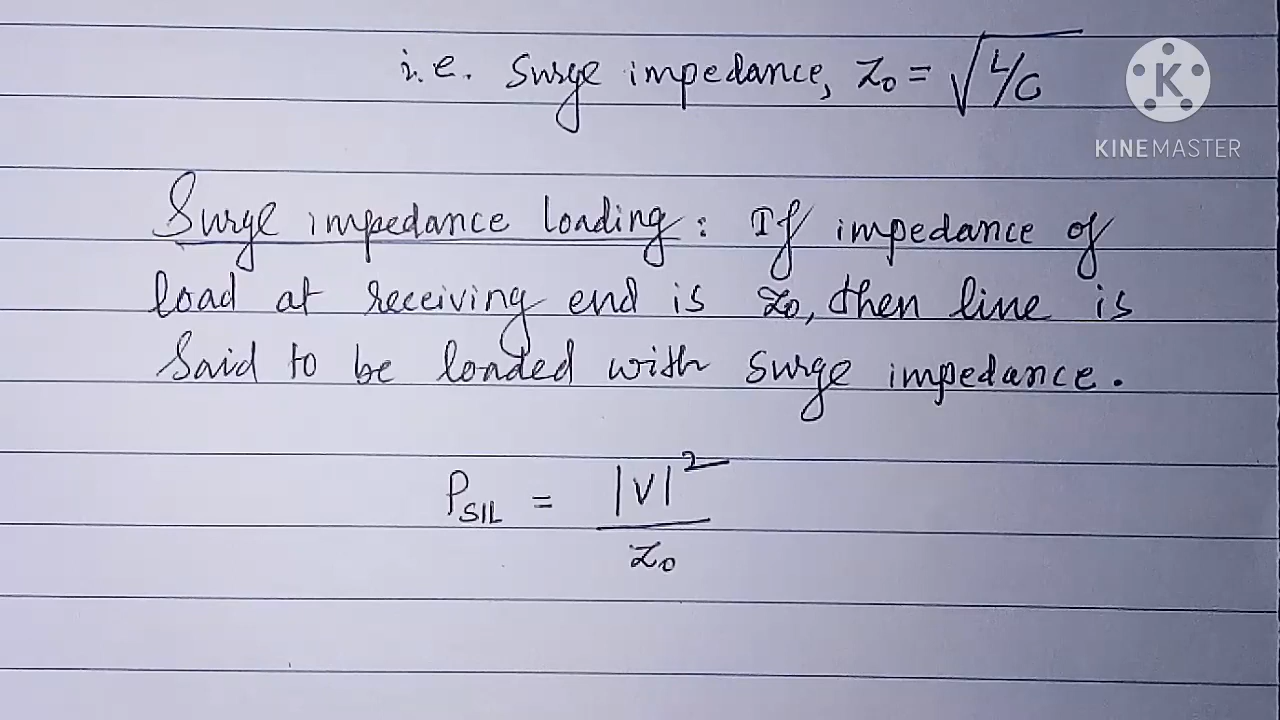 i.e. Surge impedance, Z₀ = √L/C
K
KINEMASTER
Surge impedance loading : If impedance of
load at receiving end is Z₀, then line is
Said to be loaded with Surge impedance.
P_SIL = |V|²
Z₀